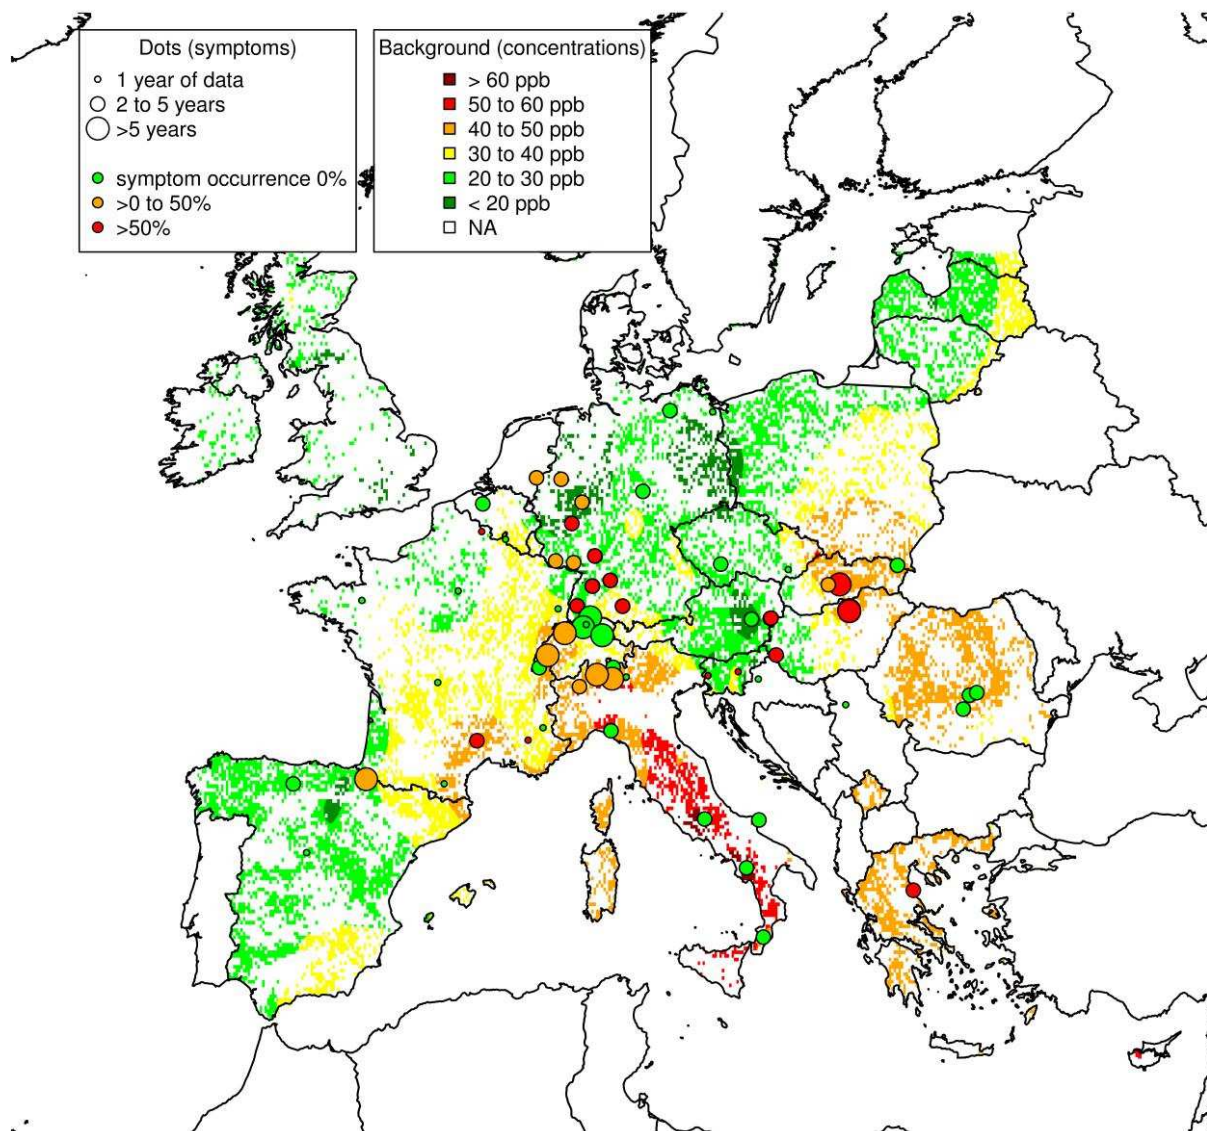 Dots (symptoms)
1 year of data
2 to 5 years
>5 years
symptom occurrence 0%
>0 to 50%
>50%
Background (concentrations)
> 60 ppb
50 to 60 ppb
40 to 50 ppb
30 to 40 ppb
20 to 30 ppb
< 20 ppb
NA